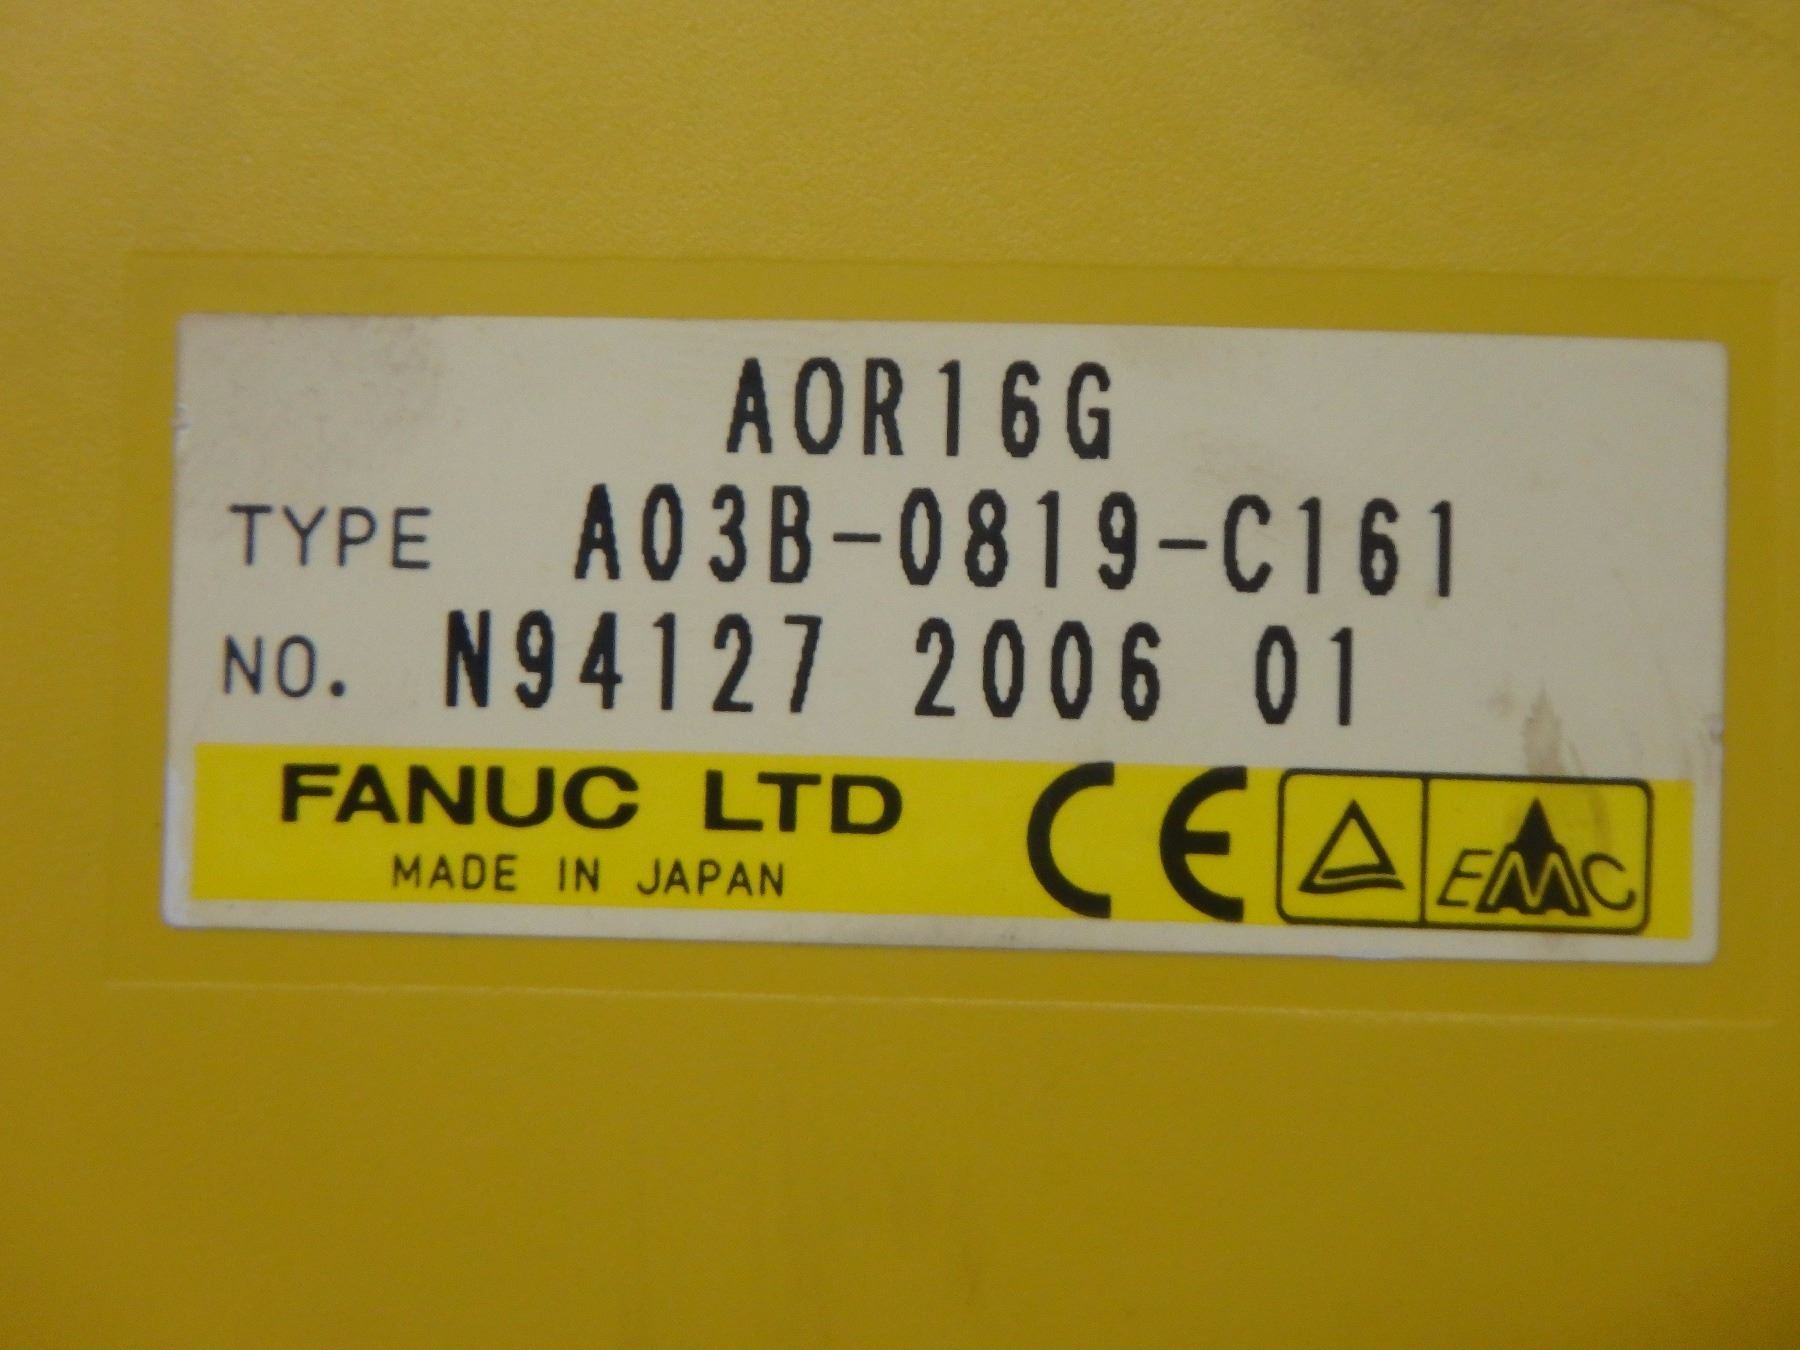 AOR16G
TYPE A03B-0819-C161
NO. N94127 2006 01
FANUC LTD
MADE IN JAPAN
CE
EMC